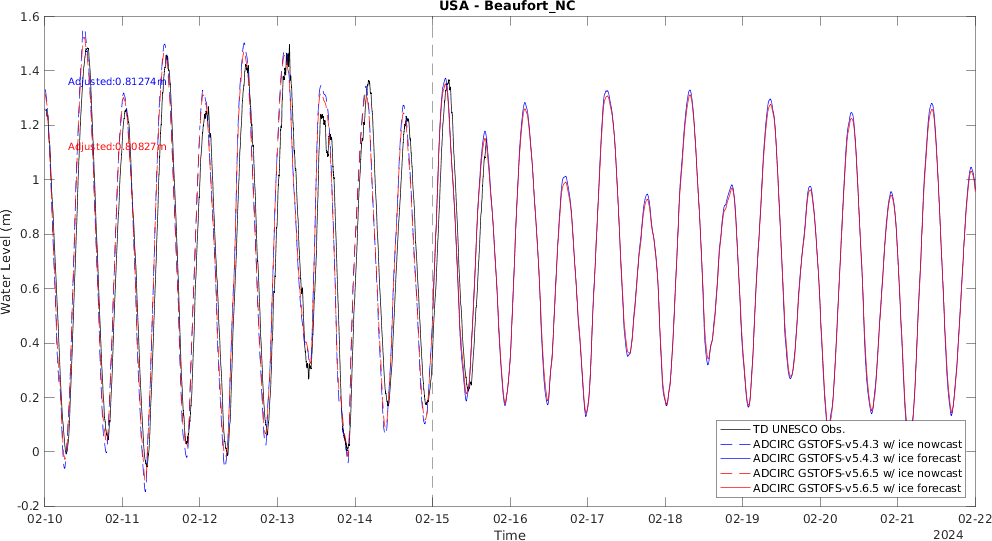 USA - Beaufort_NC
1.6
1.4
1.2
1
0.8
0.6
0.4
0.2
0
-0.2
Water Level (m)
Adjusted:0.81274m
Adjusted:0.80827m
TD UNESCO Obs.
ADCIRC GSTOFS-v5.4.3 w/ ice nowcast
ADCIRC GSTOFS-v5.4.3 w/ ice forecast
ADCIRC GSTOFS-v5.6.5 w/ ice nowcast
ADCIRC GSTOFS-v5.6.5 w/ ice forecast
02-10 02-11 02-12 02-13 02-14 02-15 02-16 02-17 02-18 02-19 02-20 02-21 02-22
Time
2024